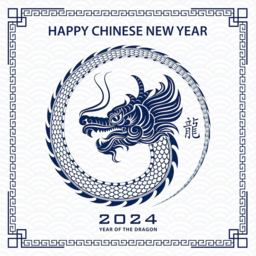 HAPPY CHINESE NEW YEAR
龍
2024
YEAR OF THE DRAGON